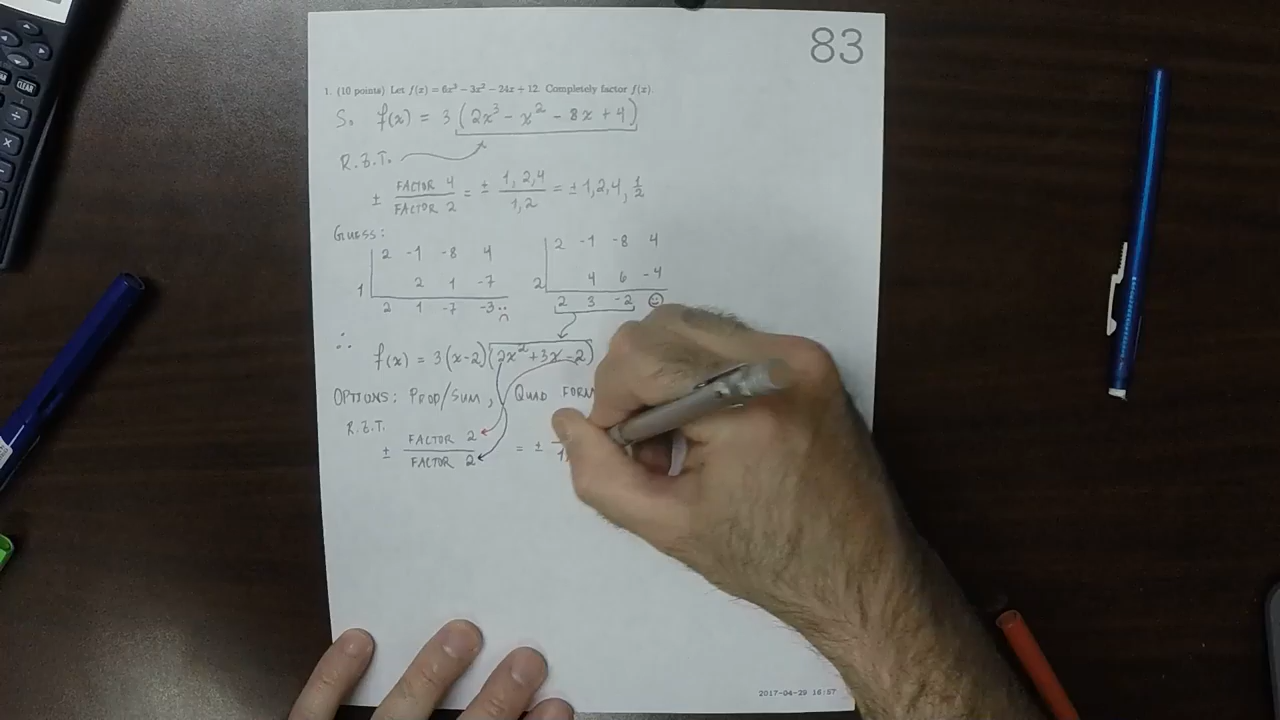 83
1. (10 points) Let f(x) = 6x³ − 3x² − 24x + 12. Completely factor f(x).
So f(x) = 3 (2x³ − x² − 8x + 4)
R.Z.T.
± FACTOR 4 / FACTOR 2 = ± 1, 2, 4 / 1, 2 = ± 1, 2, 4, 1/2
GUESS:
2 -1 -8 4
2 1 -7
1
2 1 -7 -3
2 -1 -8 4
4 6 -4
2
2 3 -2
∴ f(x) = 3(x-2)(2x²+3x-2)
OPTIONS: PROD/SUM, QUAD FORM
R.Z.T.
± FACTOR 2 / FACTOR 2 = ±
CLEAR
2017-04-29 16:57